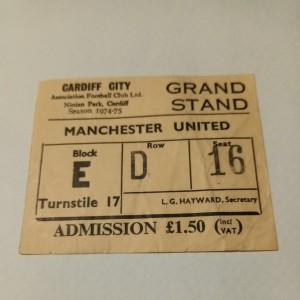 CARDIFF CITY
Association Football Club Ltd.
Ninian Park, Cardiff
Season 1974-75
GRAND
STAND
MANCHESTER UNITED
Block
E
Turnstile 17
Row
D
Seat
16
L. G. HAYWARD, Secretary
ADMISSION £1.50 (incl VAT.)